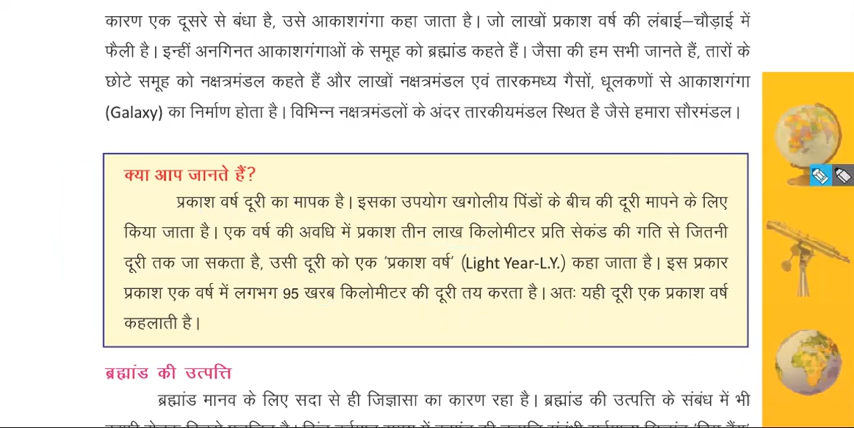 कारण एक दूसरे से बंधा है, उसे आकाशगंगा कहा जाता है। जो लाखों प्रकाश वर्ष की लंबाई–चौड़ाई में
फैली है। इन्हीं अनगिनत आकाशगंगाओं के समूह को ब्रह्मांड कहते हैं। जैसा की हम सभी जानते हैं, तारों के
छोटे समूह को नक्षत्रमंडल कहते हैं और लाखों नक्षत्रमंडल एवं तारकमध्य गैसों, धूलकणों से आकाशगंगा
(Galaxy) का निर्माण होता है। विभिन्न नक्षत्रमंडलों के अंदर तारकीयमंडल स्थित है जैसे हमारा सौरमंडल।
क्या आप जानते हैं?
प्रकाश वर्ष दूरी का मापक है। इसका उपयोग खगोलीय पिंडों के बीच की दूरी मापने के लिए
किया जाता है। एक वर्ष की अवधि में प्रकाश तीन लाख किलोमीटर प्रति सेकंड की गति से जितनी
दूरी तक जा सकता है, उसी दूरी को एक ‘प्रकाश वर्ष’ (Light Year-L.Y.) कहा जाता है। इस प्रकार
प्रकाश एक वर्ष में लगभग 95 खरब किलोमीटर की दूरी तय करता है। अतः यही दूरी एक प्रकाश वर्ष
कहलाती है।
ब्रह्मांड की उत्पत्ति
ब्रह्मांड मानव के लिए सदा से ही जिज्ञासा का कारण रहा है। ब्रह्मांड की उत्पत्ति के संबंध में भी